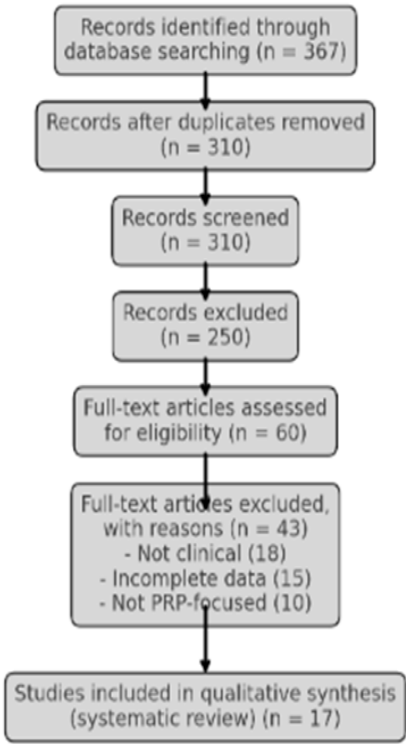 Records identified through
database searching (n = 367)
Records after duplicates removed
(n = 310)
Records screened
(n = 310)
Records excluded
(n = 250)
Full-text articles assessed
for eligibility (n = 60)
Full-text articles excluded,
with reasons (n = 43)
- Not clinical (18)
- Incomplete data (15)
- Not PRP-focused (10)
Studies included in qualitative synthesis
(systematic review) (n = 17)